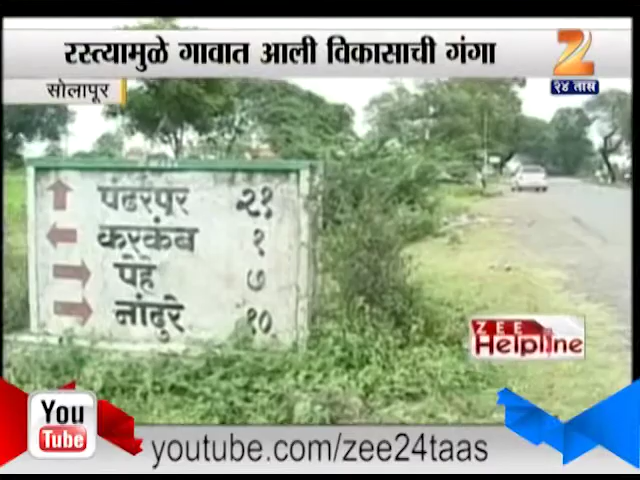 रस्त्यामुळे गावात आली विकासाची गंगा
२४ तास
सोलापूर
पंढरपूर २१
करकंब १
पेहे ७
नांदुरे १०
ZEE
Helpline
You
Tube
youtube.com/zee24taas